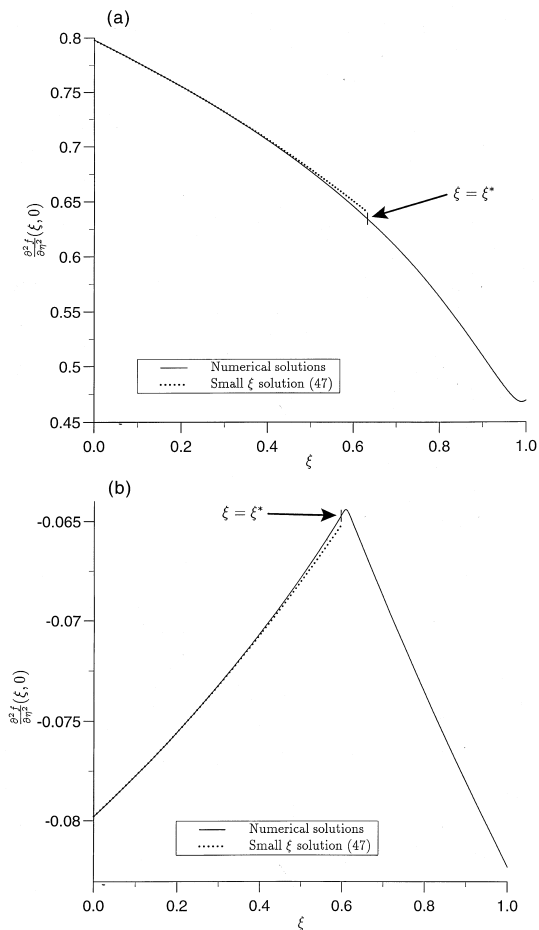 (a)
0.8
0.75
0.7
0.65
0.6
0.55
0.5
0.45
∂²f/∂η²(ξ, 0)
ξ = ξ*
Numerical solutions
Small ξ solution (47)
0.0 0.2 0.4 0.6 0.8 1.0
ξ
(b)
-0.065
-0.07
-0.075
-0.08
∂²f/∂η²(ξ, 0)
ξ = ξ*
Numerical solutions
Small ξ solution (47)
0.0 0.2 0.4 0.6 0.8 1.0
ξ